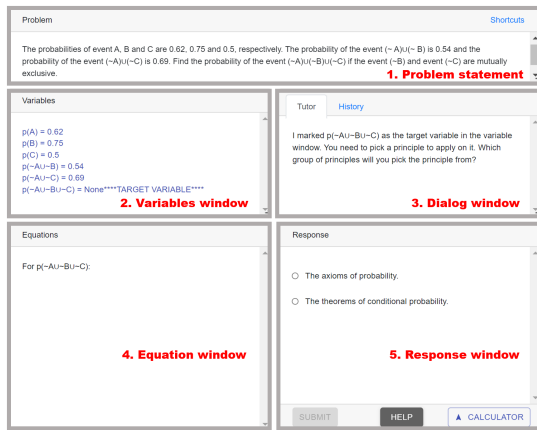 Problem
Shortcuts
The probabilities of event A, B and C are 0.62, 0.75 and 0.5, respectively. The probability of the event (~ A)∪(~ B) is 0.54 and the
probability of the event (~A)∪(~C) is 0.69. Find the probability of the event (~A)∪(~B)∪(~C) if the event (~B) and event (~C) are mutually
exclusive.
1. Problem statement
Variables
p(A) = 0.62
p(B) = 0.75
p(C) = 0.5
p(~A∪~B) = 0.54
p(~A∪~C) = 0.69
p(~A∪~B∪~C) = None****TARGET VARIABLE****
2. Variables window
Tutor
History
I marked p(~A∪~B∪~C) as the target variable in the variable
window. You need to pick a principle to apply on it. Which
group of principles will you pick the principle from?
3. Dialog window
Equations
For p(~A∪~B∪~C):
4. Equation window
Response
The axioms of probability.
The theorems of conditional probability.
5. Response window
SUBMIT
HELP
CALCULATOR